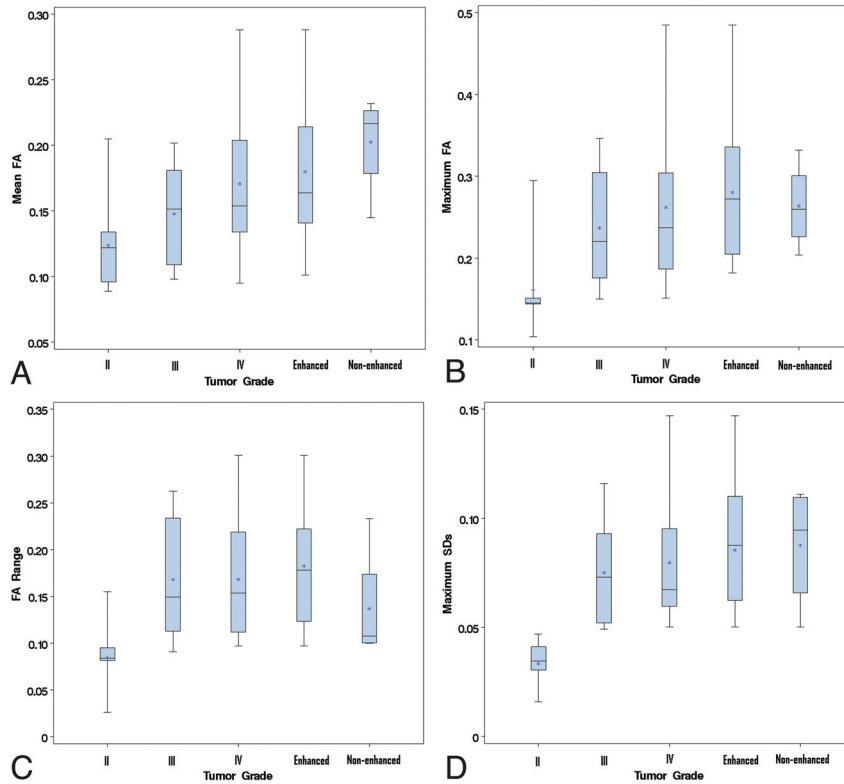 0.30
0.25
0.20
0.15
0.10
0.05
Mean FA
II III IV Enhanced Non-enhanced
Tumor Grade
A
0.5
0.4
0.3
0.2
0.1
Maximum FA
II III IV Enhanced Non-enhanced
Tumor Grade
B
0.35
0.30
0.25
0.20
0.15
0.10
0.05
0
FA Range
II III IV Enhanced Non-enhanced
Tumor Grade
C
0.15
0.10
0.05
0
Maximum SDs
II III IV Enhanced Non-enhanced
Tumor Grade
D